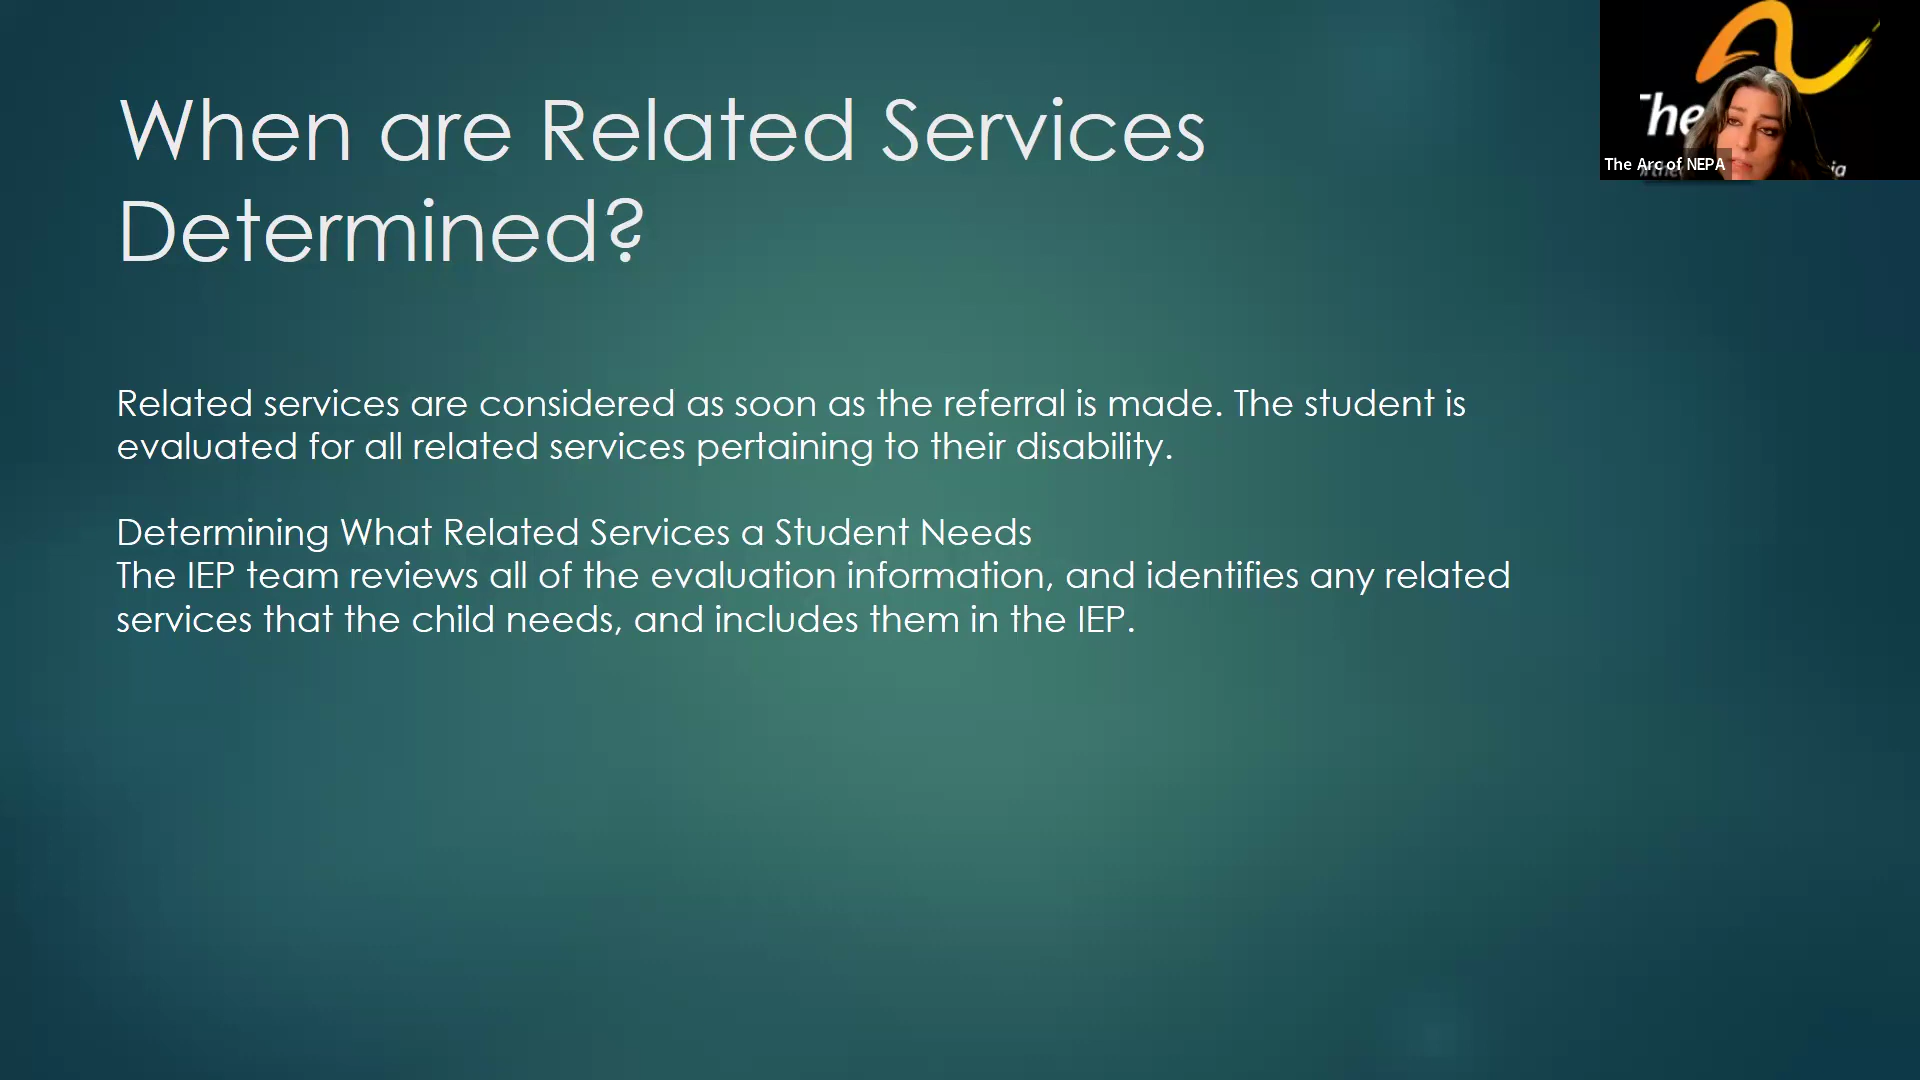 When are Related Services
Determined?
Related services are considered as soon as the referral is made. The student is
evaluated for all related services pertaining to their disability.
Determining What Related Services a Student Needs
The IEP team reviews all of the evaluation information, and identifies any related
services that the child needs, and includes them in the IEP.
The Arc of NEPA